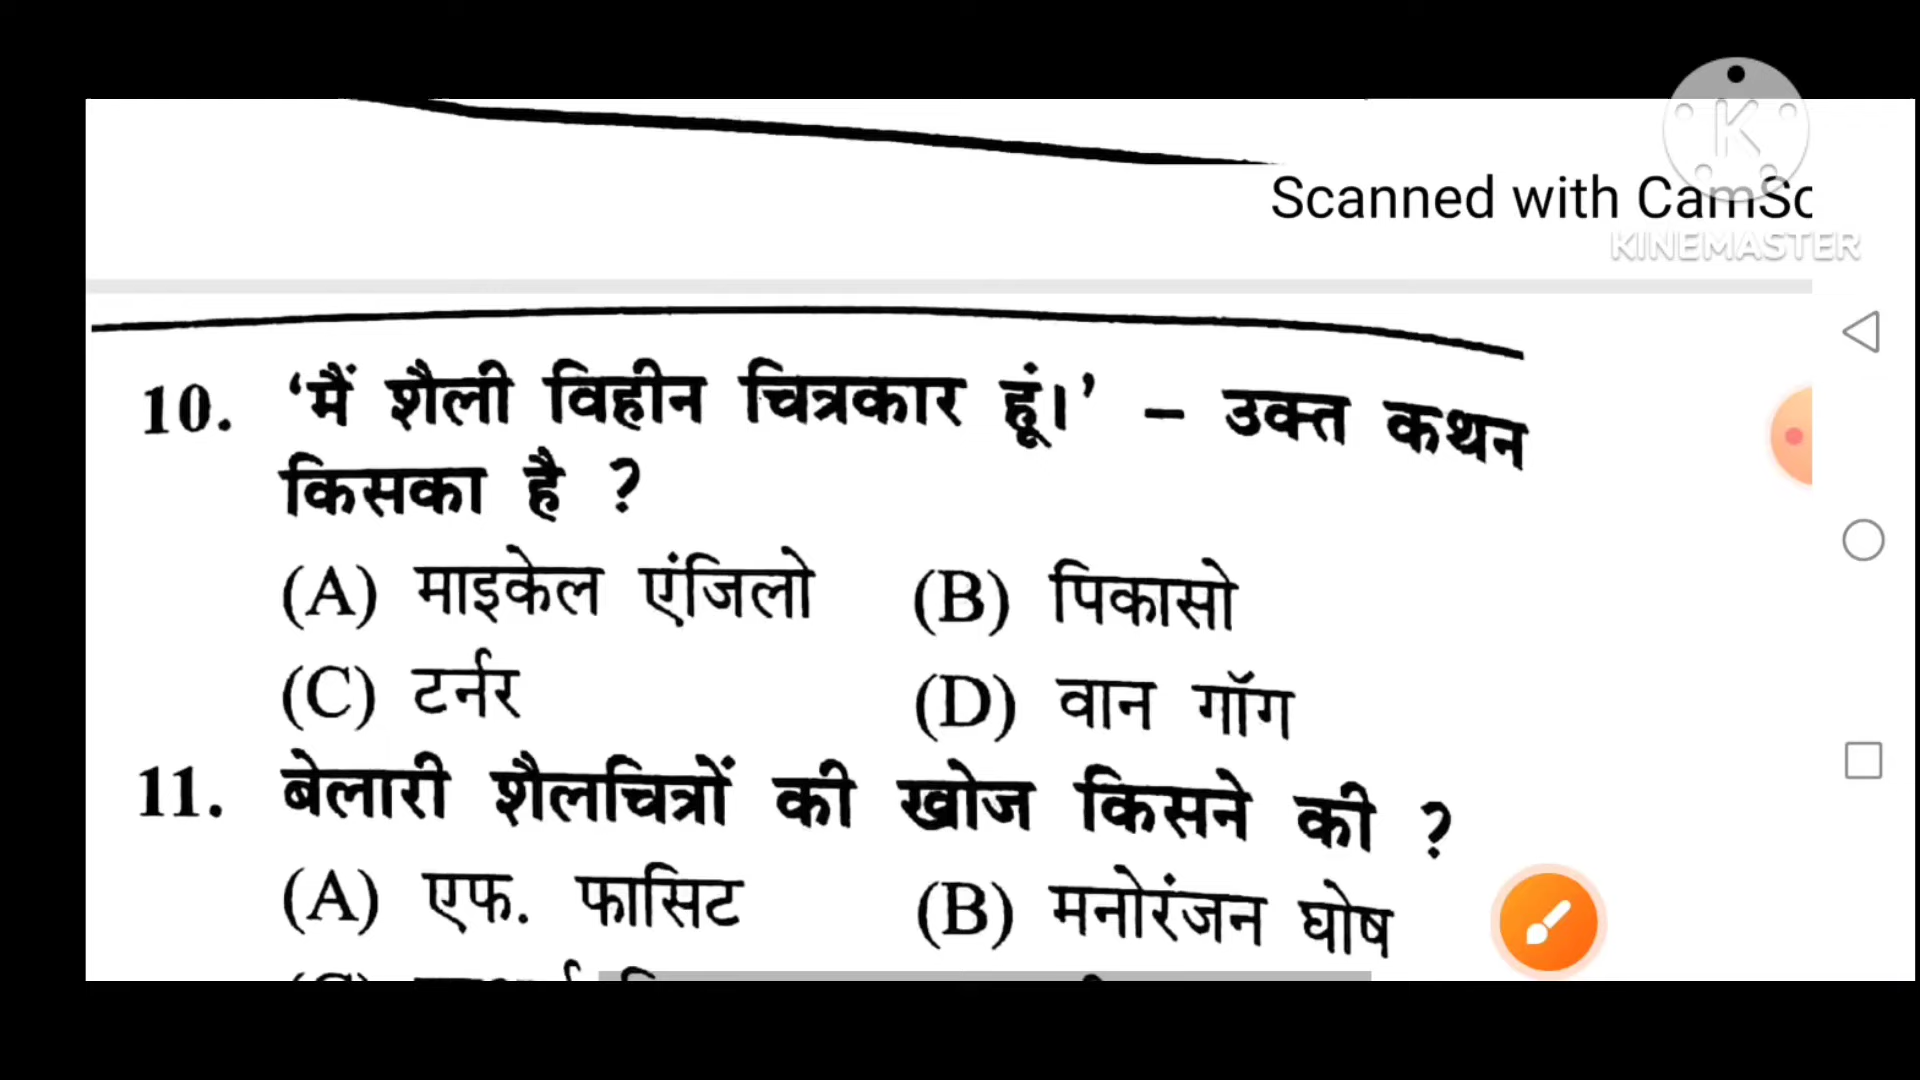 Scanned with CamSc
KINEMASTER
10. ‘मैं शैली विहीन चित्रकार हूं।’ – उक्त कथन
किसका है ?
(A) माइकेल एंजिलो (B) पिकासो
(C) टर्नर (D) वान गॉग
11. बेलारी शैलचित्रों की खोज किसने की ?
(A) एफ. फासिट (B) मनोरंजन घोष